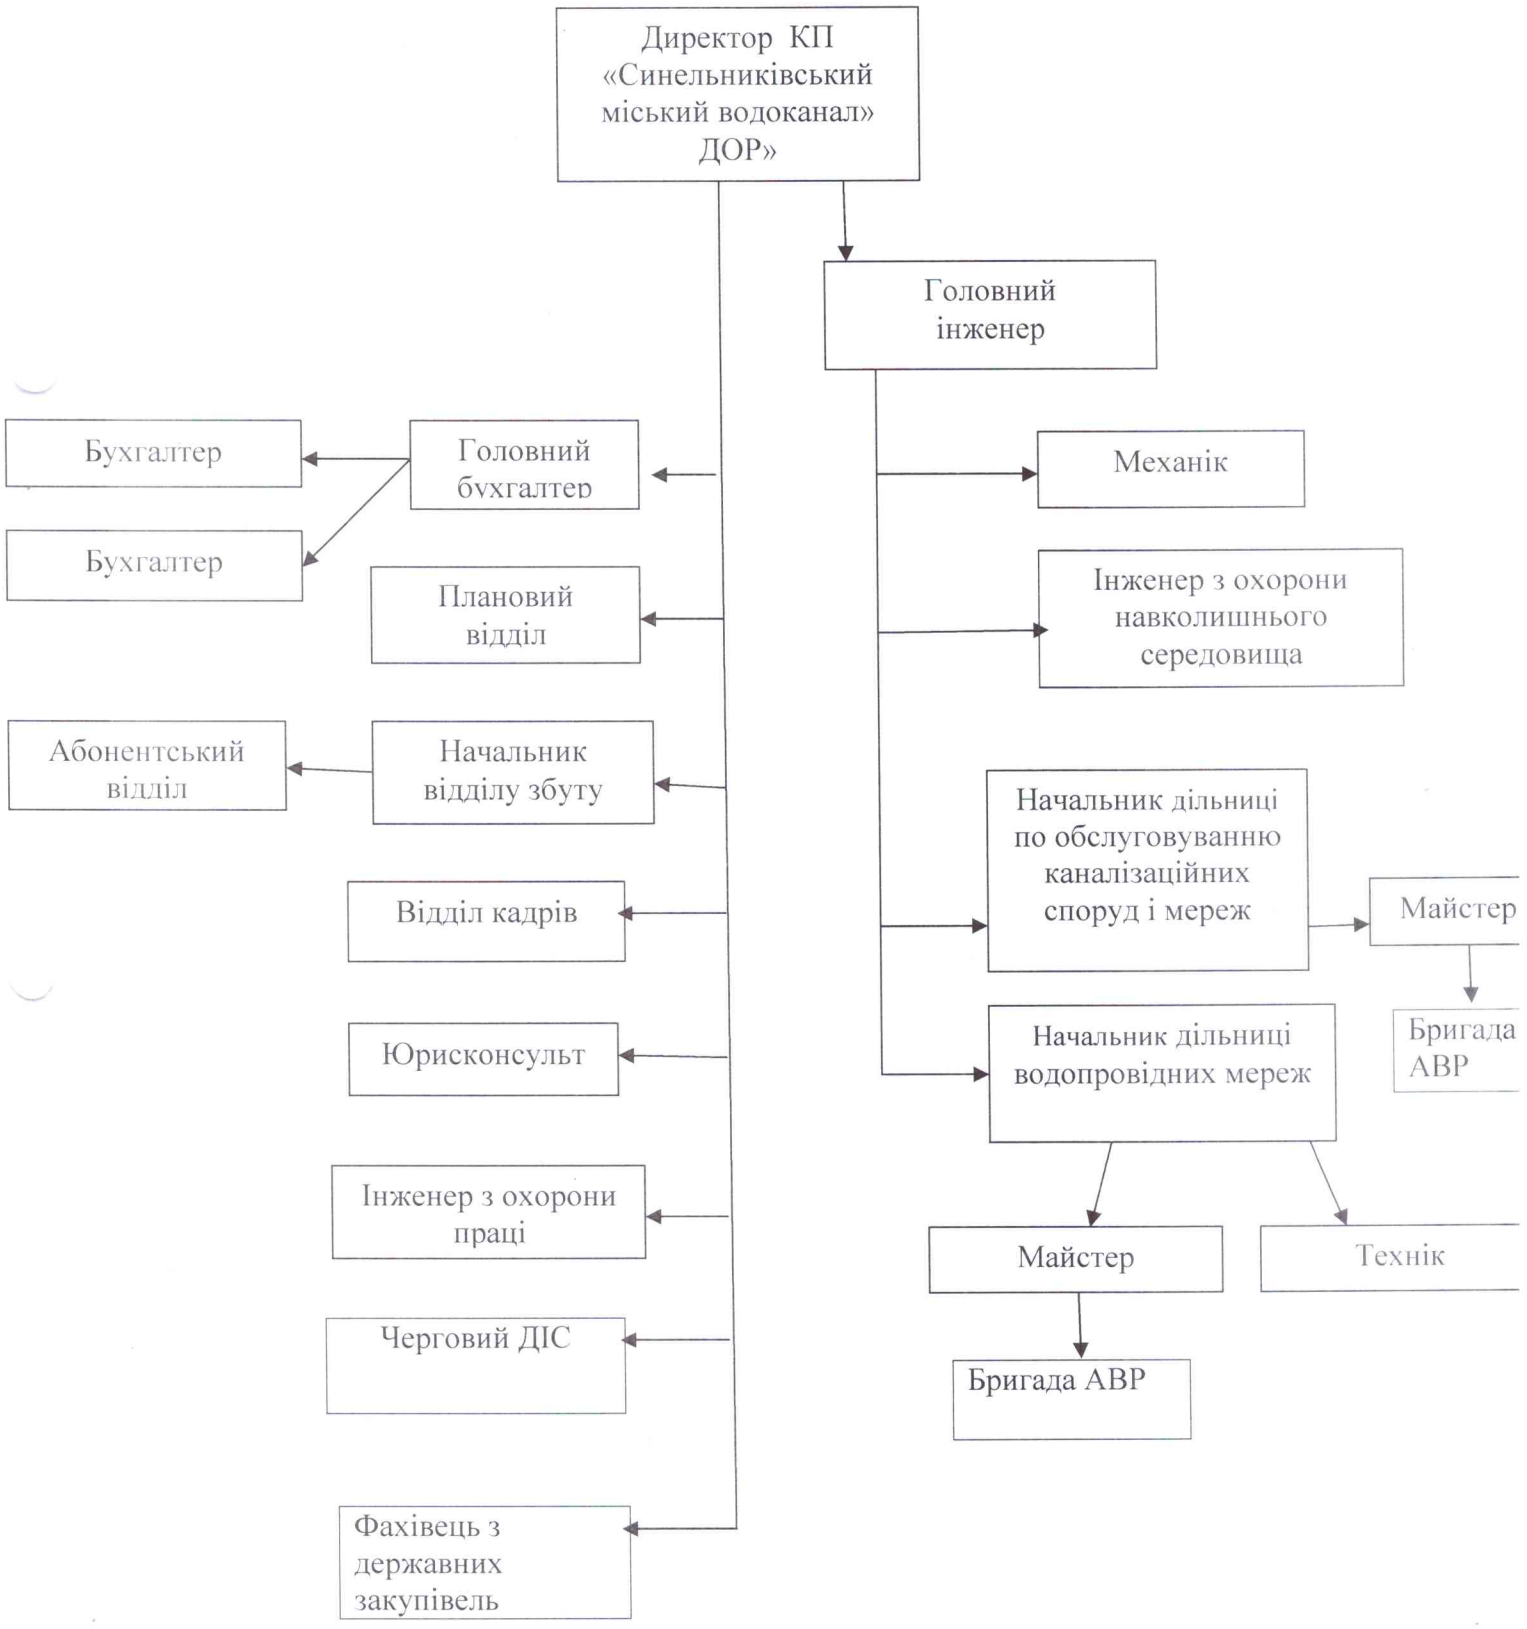 Директор КП
«Синельниківський
міський водоканал»
ДОР»
Головний
інженер
Бухгалтер
Головний
бухгалтер
Бухгалтер
Плановий
відділ
Абонентський
відділ
Начальник
відділу збуту
Відділ кадрів
Юрисконсульт
Інженер з охорони
праці
Черговий ДІС
Фахівець з
державних
закупівель
Механік
Інженер з охорони
навколишнього
середовища
Начальник дільниці
по обслуговуванню
каналізаційних
споруд і мереж
Майстер
Бригада
АВР
Начальник дільниці
водопровідних мереж
Майстер
Технік
Бригада АВР